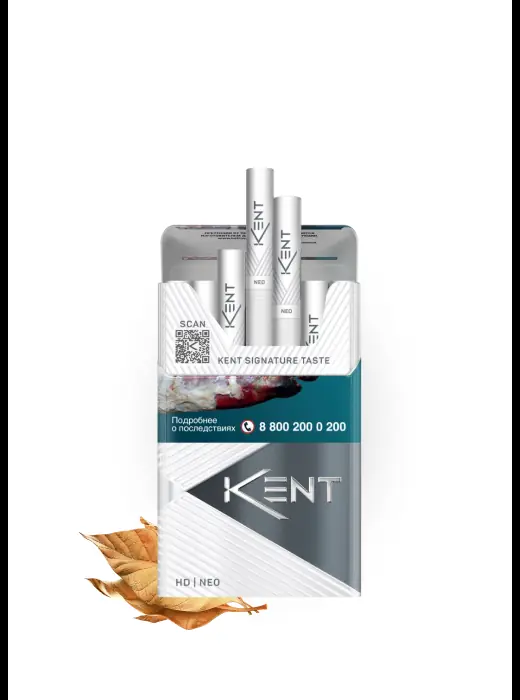 KENT
NEO
KENT
NEO
KENT
KENT
SCAN
KENT SIGNATURE TASTE
Подробнее
о последствиях
8 800 200 0 200
KENT
HD | NEO